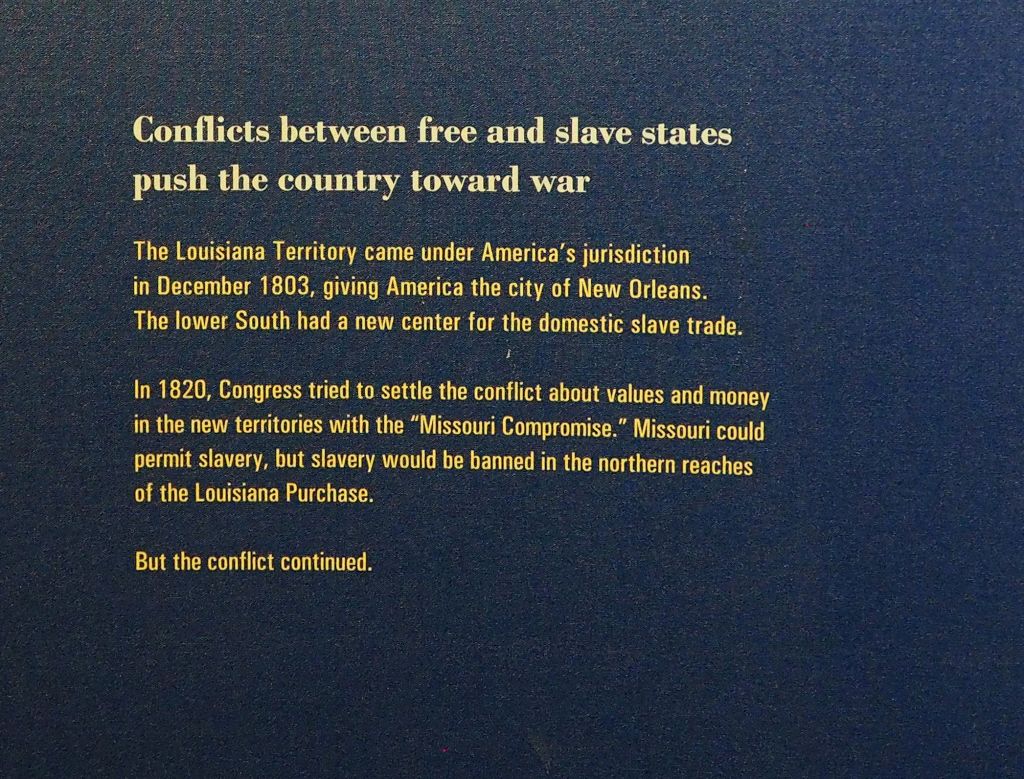 Conflicts between free and slave states
push the country toward war
The Louisiana Territory came under America's jurisdiction
in December 1803, giving America the city of New Orleans.
The lower South had a new center for the domestic slave trade.
In 1820, Congress tried to settle the conflict about values and money
in the new territories with the “Missouri Compromise.” Missouri could
permit slavery, but slavery would be banned in the northern reaches
of the Louisiana Purchase.
But the conflict continued.